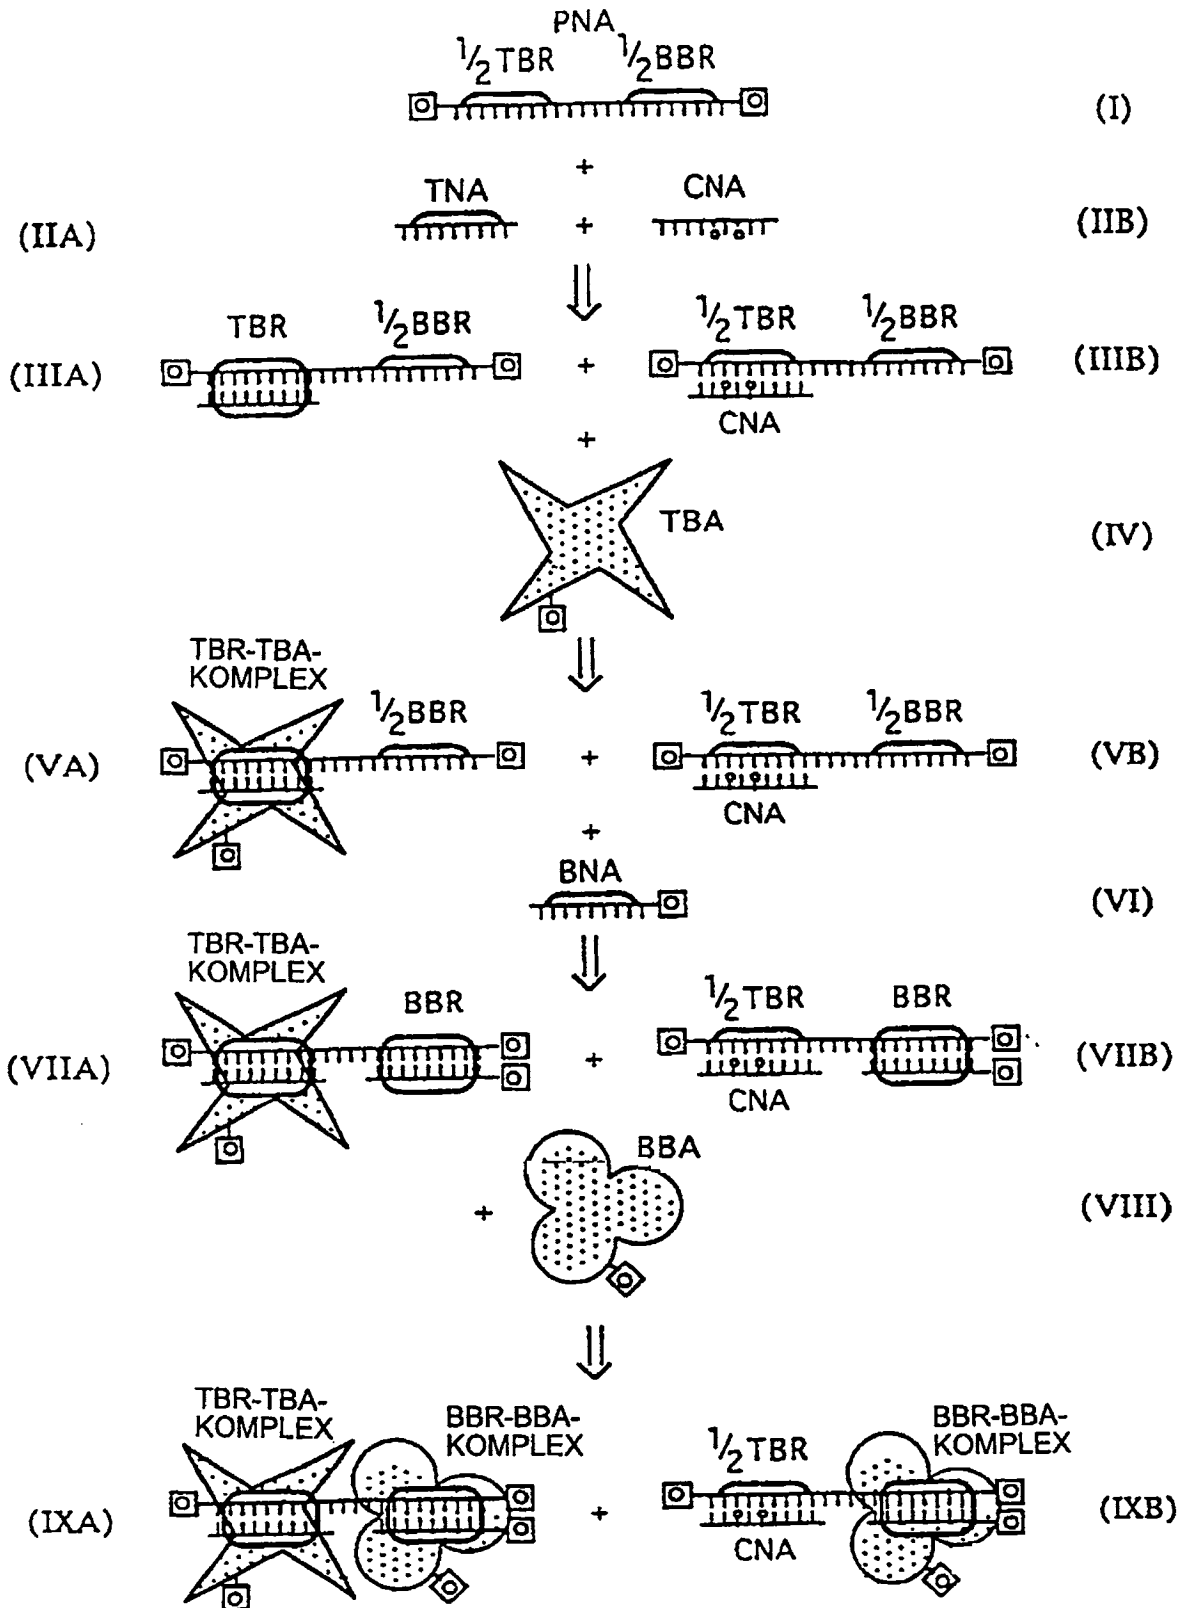 PNA
½TBR ½BBR
(I)
+
TNA CNA
(IIA) + (IIB)
TBR ½BBR ½TBR ½BBR
(IIIA) + (IIIB)
CNA
+
TBA (IV)
TBR-TBA-
KOMPLEX
½BBR ½TBR ½BBR
(VA) + (VB)
CNA
+
BNA
(VI)
TBR-TBA-
KOMPLEX
BBR ½TBR BBR
(VIIA) + (VIIB)
CNA
BBA
+ (VIII)
TBR-TBA-
KOMPLEX
BBR-BBA-
KOMPLEX
½TBR
BBR-BBA-
KOMPLEX
(IXA) + (IXB)
CNA